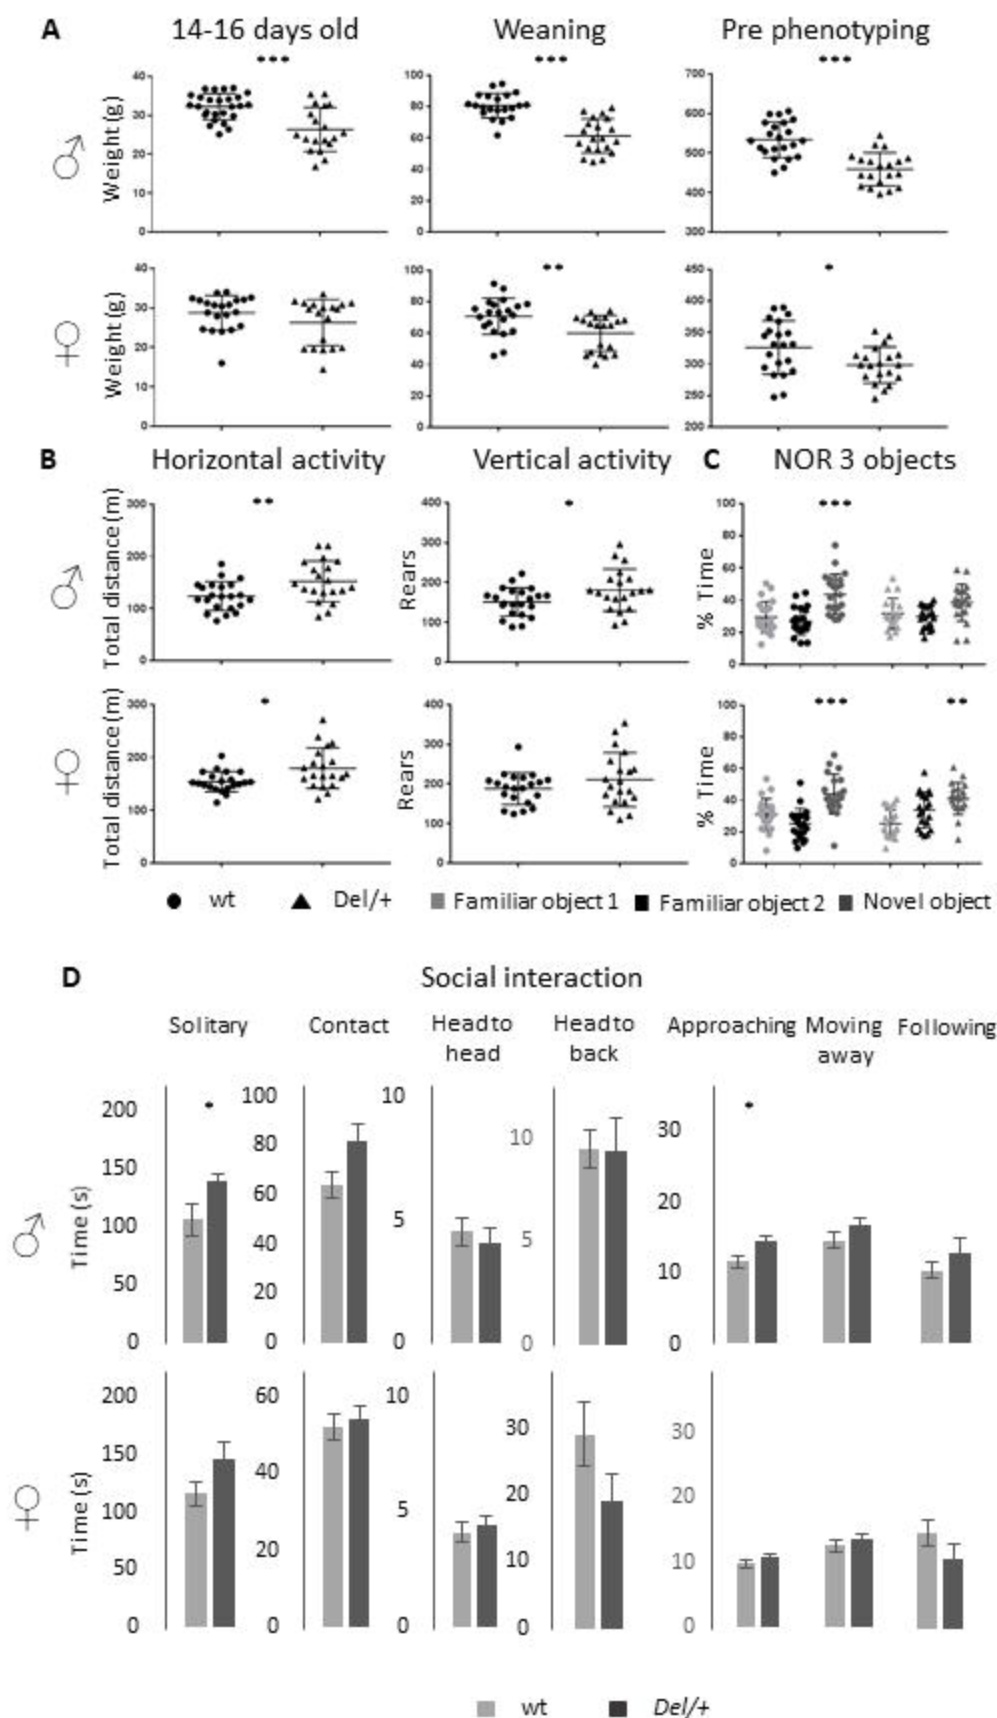 A 14-16 days old Weaning Pre phenotyping
*** *** ***
♂ Weight (g) 40 30 20 10 0 100 80 60 40 20 0 700 600 500 400 300
** *
♀ Weight (g) 40 30 20 10 0 100 80 60 40 20 0 450 400 350 300 250 200
B Horizontal activity Vertical activity C NOR 3 objects
** * ***
♂ Total distance (m) 300 200 100 0 Rears 400 300 200 100 0 % Time 100 80 60 40 20 0
* *** **
♀ Total distance (m) 300 200 100 0 Rears 400 300 200 100 0 % Time 100 80 60 40 20 0
wt Del/+ Familiar object 1 Familiar object 2 Novel object
D Social interaction
Solitary Contact Head to head Head to back Approaching Moving away Following
* *
♂ Time (s) 200 150 100 50 0 100 80 60 40 20 0 10 5 0 10 5 0 30 20 10 0
♀ Time (s) 200 150 100 50 0 60 40 20 0 10 5 0 30 20 10 0 30 20 10 0
wt Del/+